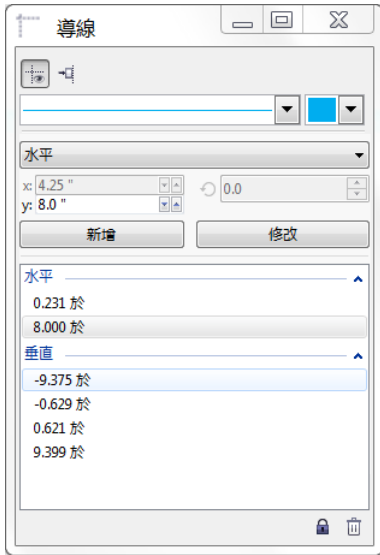 導線
水平
x: 4.25 " 0.0
y: 8.0 "
新增 修改
水平
0.231 於
8.000 於
垂直
-9.375 於
-0.629 於
0.621 於
9.399 於